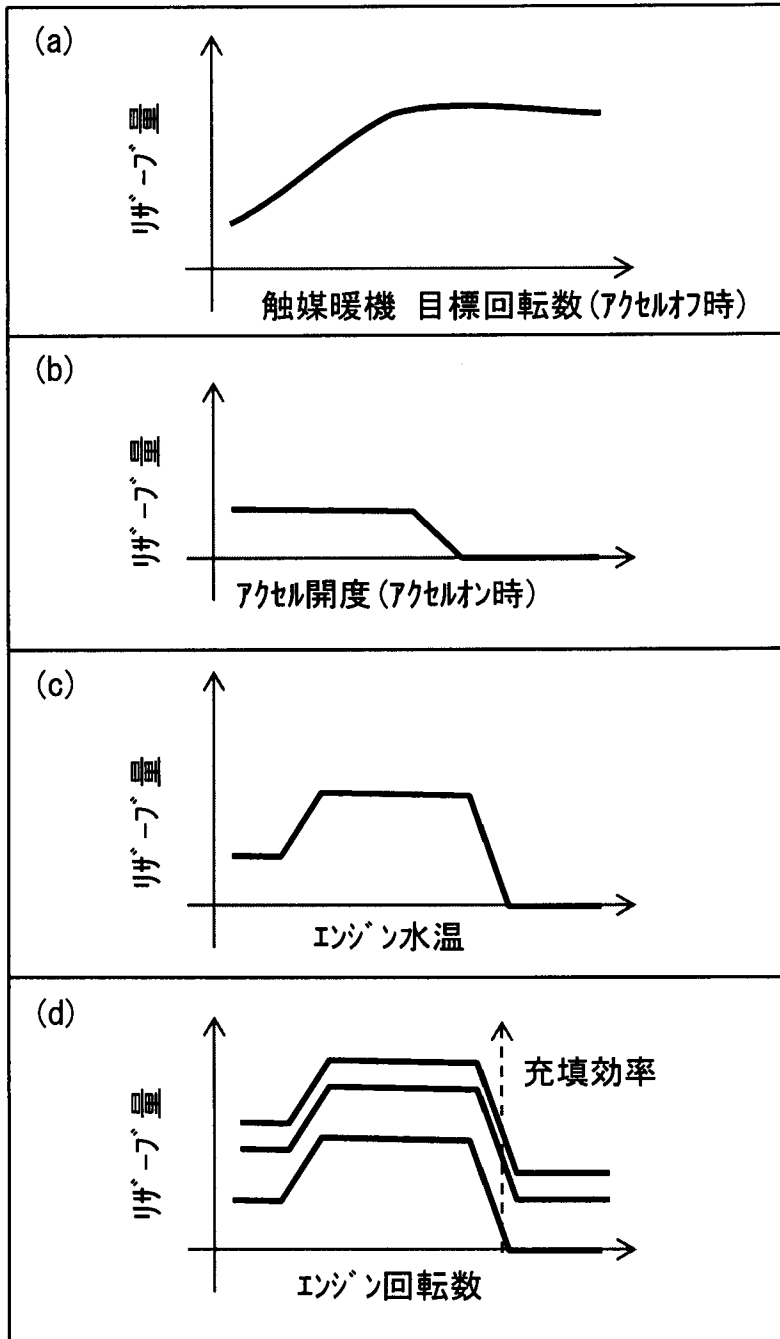 (a)
リザーブ量
触媒暖機 目標回転数(アクセルオフ時)
(b)
リザーブ量
アクセル開度(アクセルオン時)
(c)
リザーブ量
エンジン水温
(d)
リザーブ量
充填効率
エンジン回転数